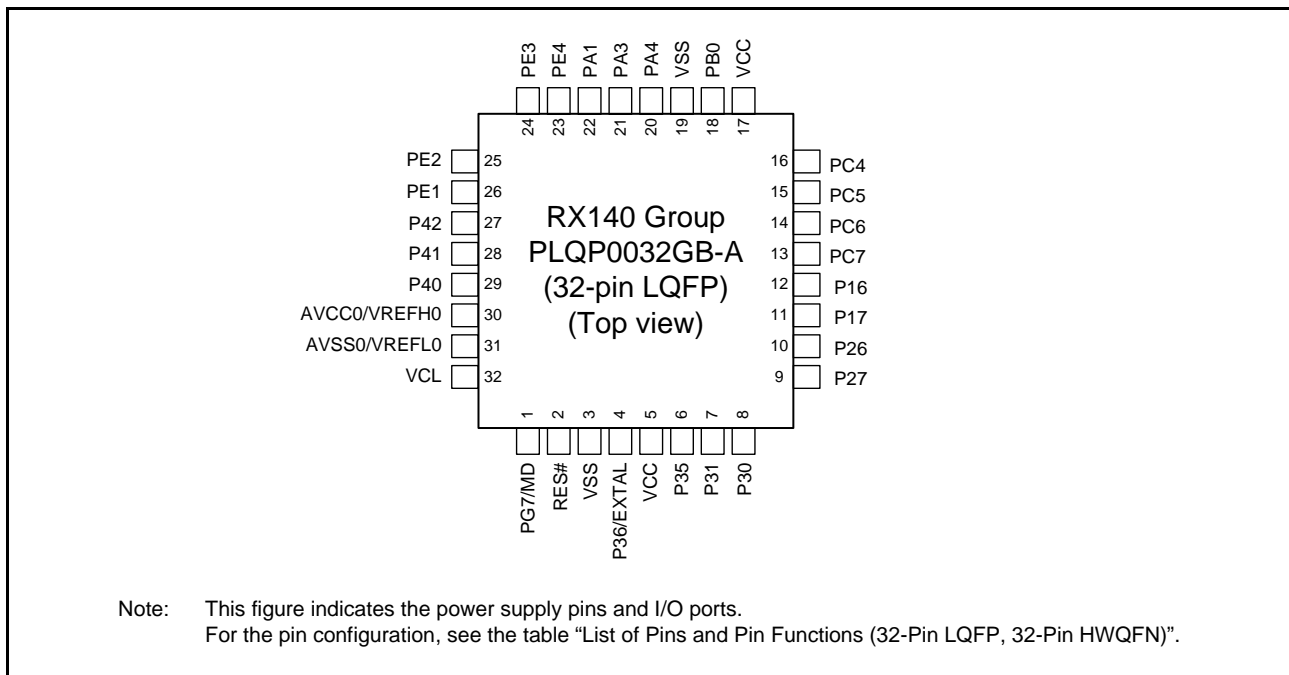 PE3
PE4
PA1
PA3
PA4
VSS
PB0
VCC
24
23
22
21
20
19
18
17
PE2 25
PE1 26
P42 27
P41 28
P40 29
AVCC0/VREFH0 30
AVSS0/VREFL0 31
VCL 32
RX140 Group
PLQP0032GB-A
(32-pin LQFP)
(Top view)
16 PC4
15 PC5
14 PC6
13 PC7
12 P16
11 P17
10 P26
9 P27
1
2
3
4
5
6
7
8
PG7/MD
RES#
VSS
P36/EXTAL
VCC
P35
P31
P30
Note: This figure indicates the power supply pins and I/O ports.
For the pin configuration, see the table “List of Pins and Pin Functions (32-Pin LQFP, 32-Pin HWQFN)”.